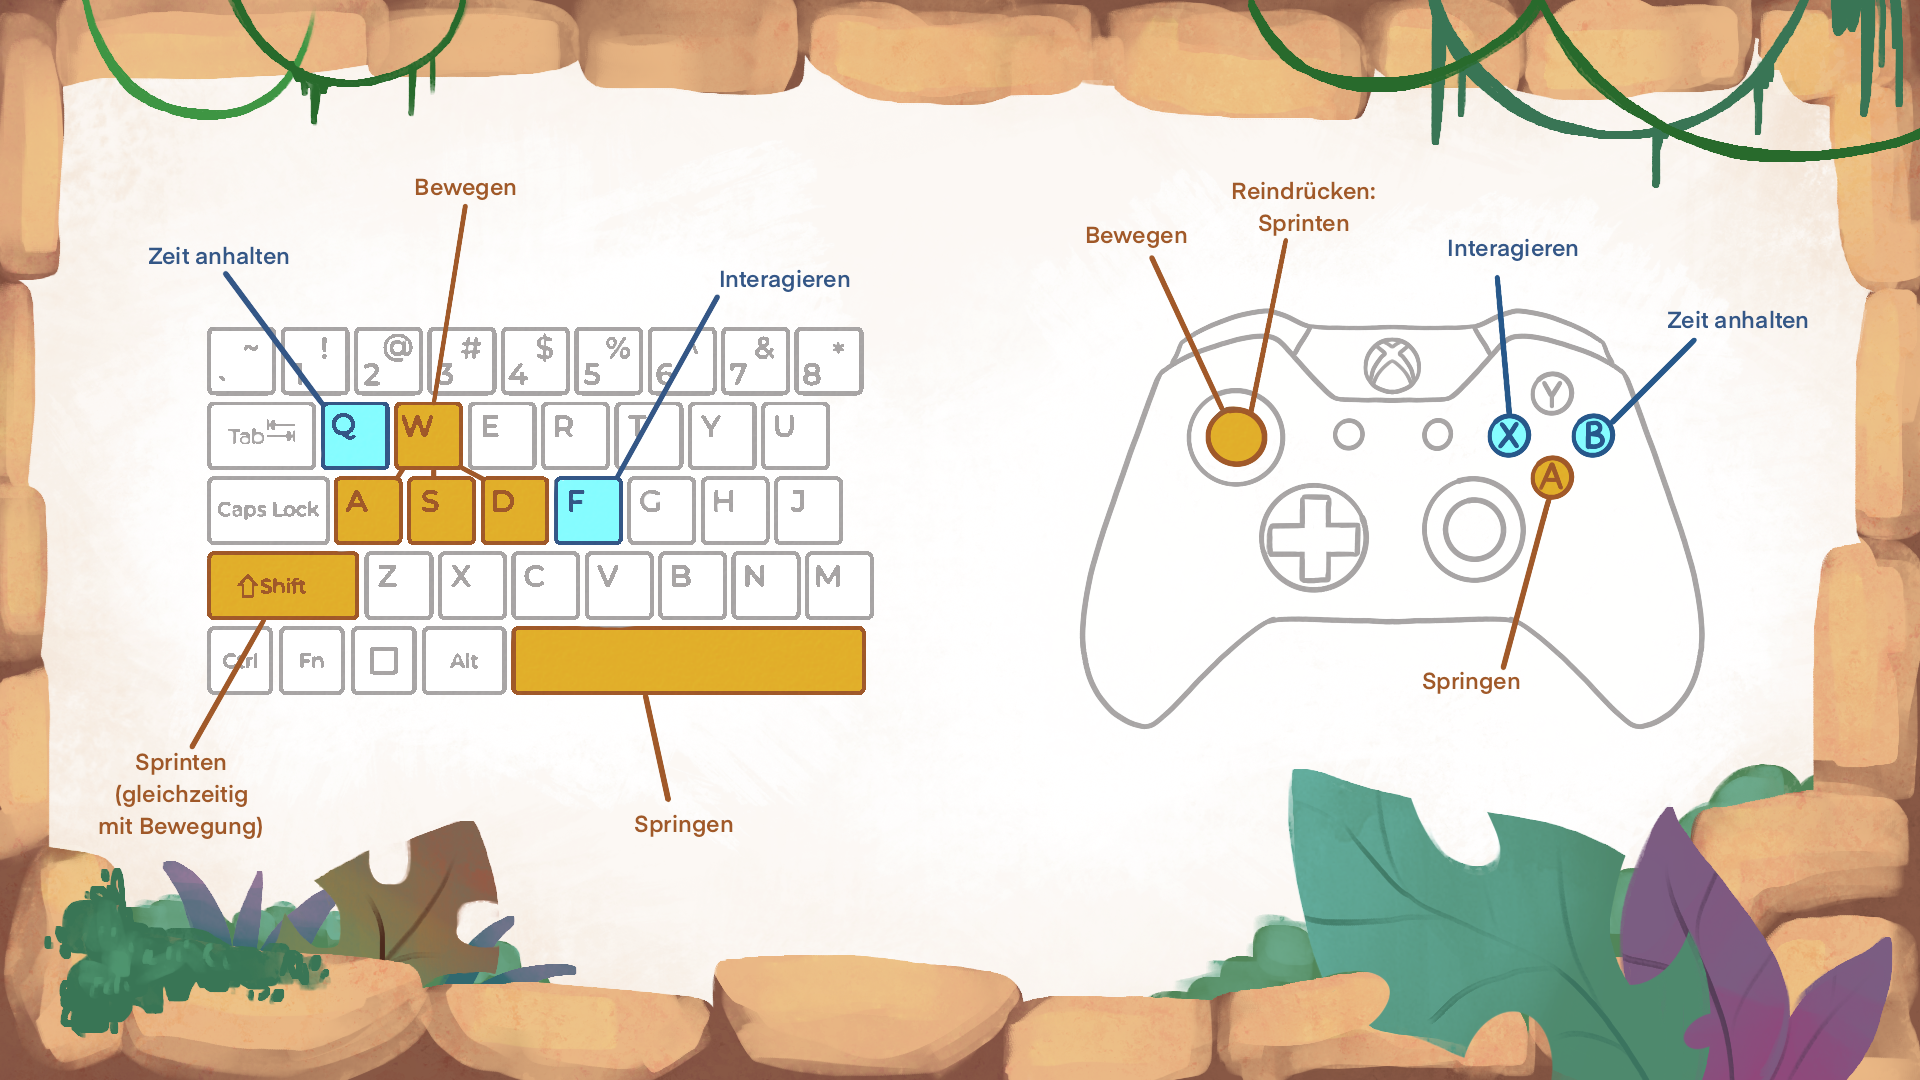 Bewegen
Zeit anhalten
Interagieren
~ ` ! 1 @ 2 # 3 $ 4 % 5 ^ 6 & 7 * 8
Tab Q W E R T Y U
Caps Lock A S D F G H J
Shift Z X C V B N M
Ctrl Fn Alt
Sprinten
(gleichzeitig
mit Bewegung)
Springen
Reindrücken:
Sprinten
Bewegen
Interagieren
Zeit anhalten
Y
X B
A
Springen